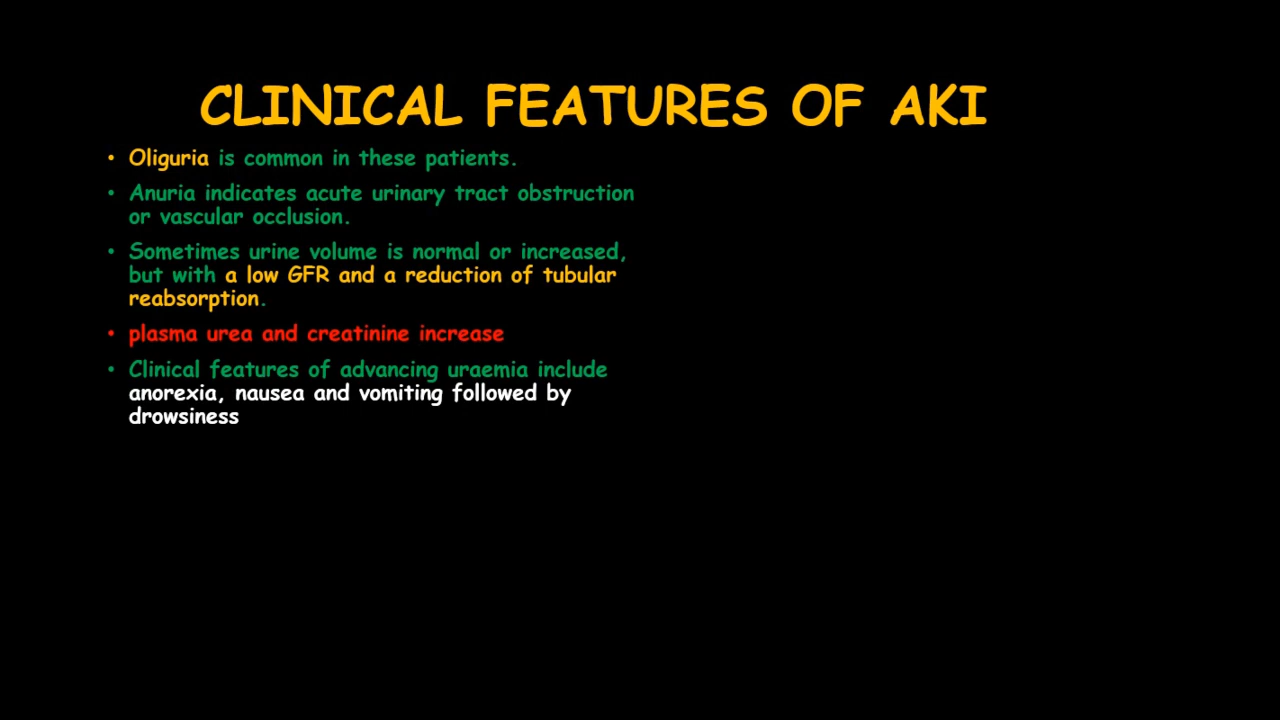 CLINICAL FEATURES OF AKI
• Oliguria is common in these patients.
• Anuria indicates acute urinary tract obstruction
or vascular occlusion.
• Sometimes urine volume is normal or increased,
but with a low GFR and a reduction of tubular
reabsorption.
• plasma urea and creatinine increase
• Clinical features of advancing uraemia include
anorexia, nausea and vomiting followed by
drowsiness